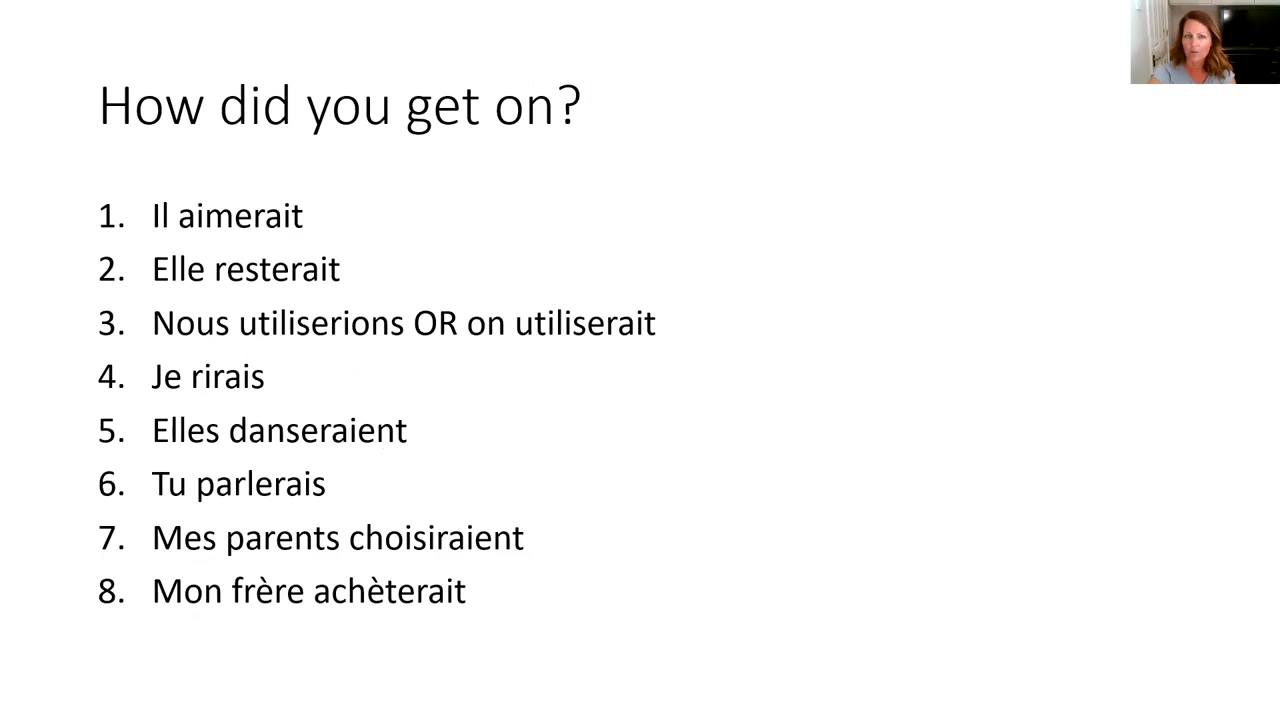 How did you get on?
1. Il aimerait
2. Elle resterait
3. Nous utiliserions OR on utiliserait
4. Je rirais
5. Elles danseraient
6. Tu parlerais
7. Mes parents choisiraient
8. Mon frère achèterait